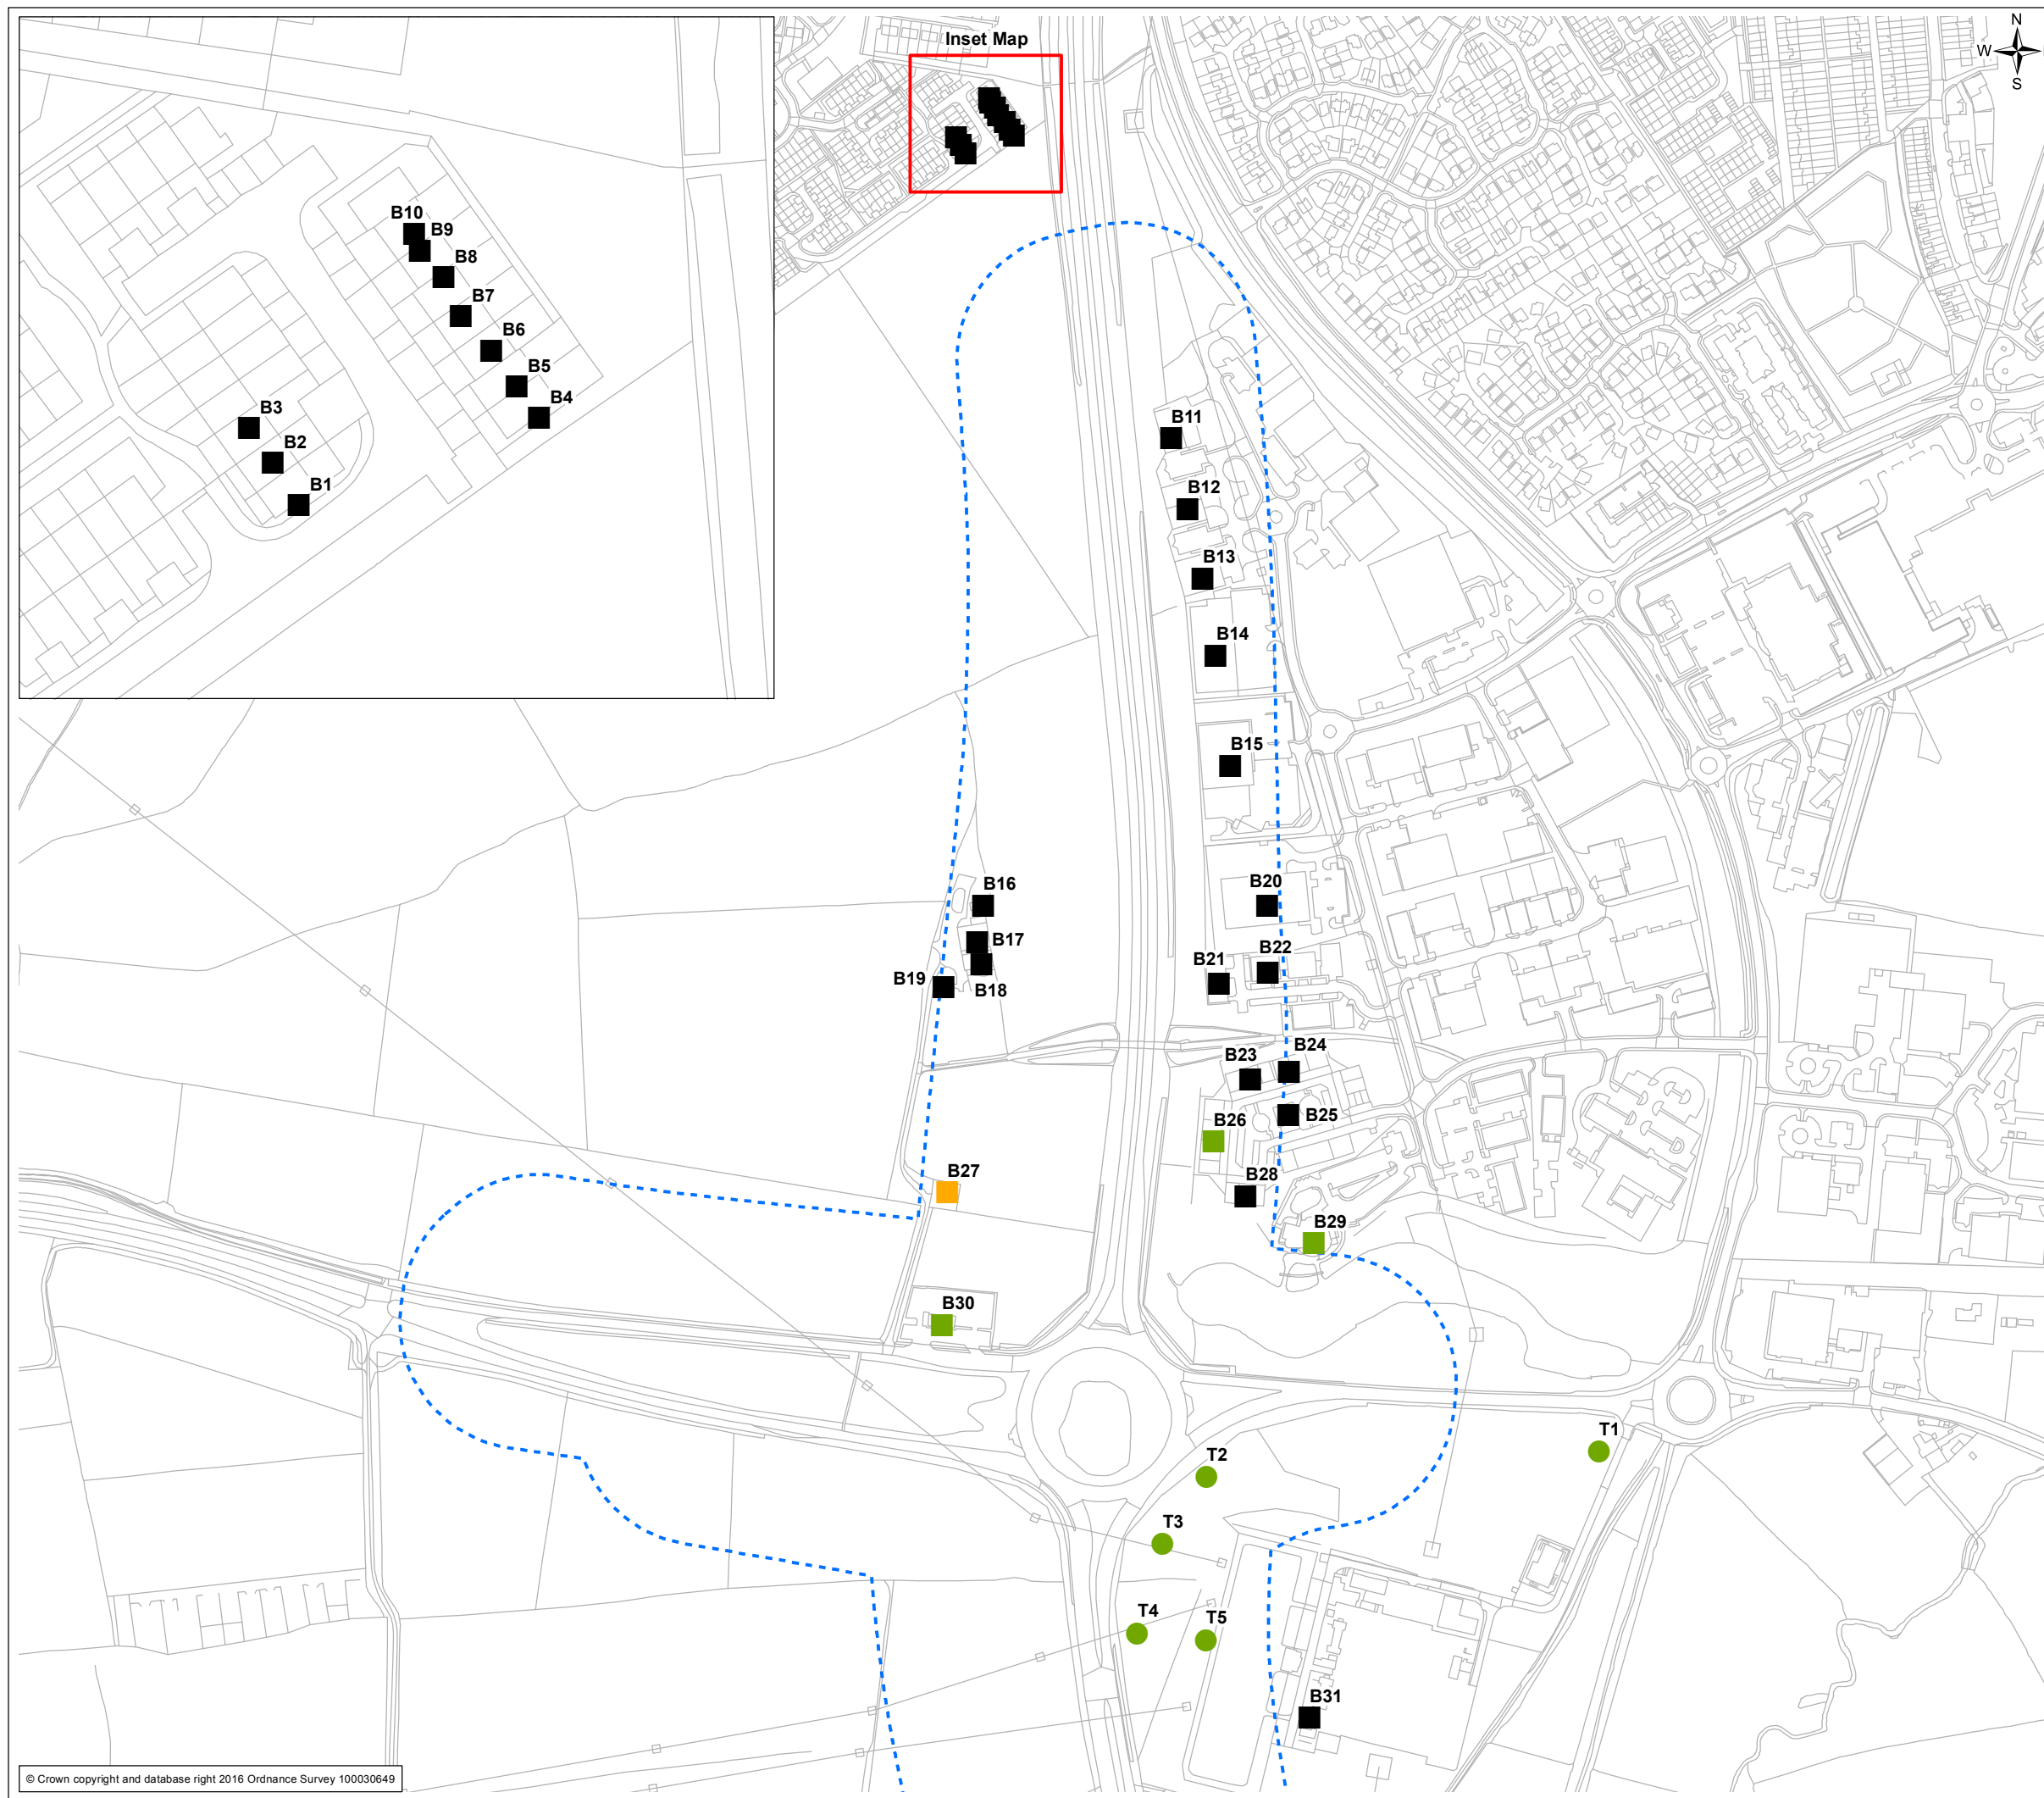 Inset Map
N
W
S
B10
B9
B8
B7
B6
B5
B4
B3
B2
B1
B11
B12
B13
B14
B15
B16
B17
B18
B19
B20
B21
B22
B23
B24
B25
B26
B27
B28
B29
B30
T1
T2
T3
T4
T5
B31
© Crown copyright and database right 2016 Ordnance Survey 100030649